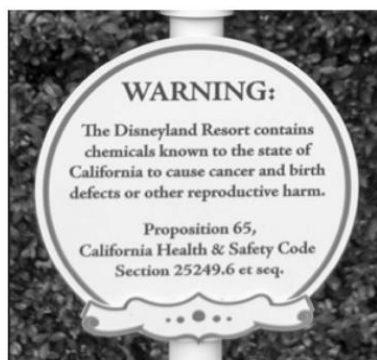 WARNING:
The Disneyland Resort contains
chemicals known to the state of
California to cause cancer and birth
defects or other reproductive harm.
Proposition 65,
California Health & Safety Code
Section 25249.6 et seq.